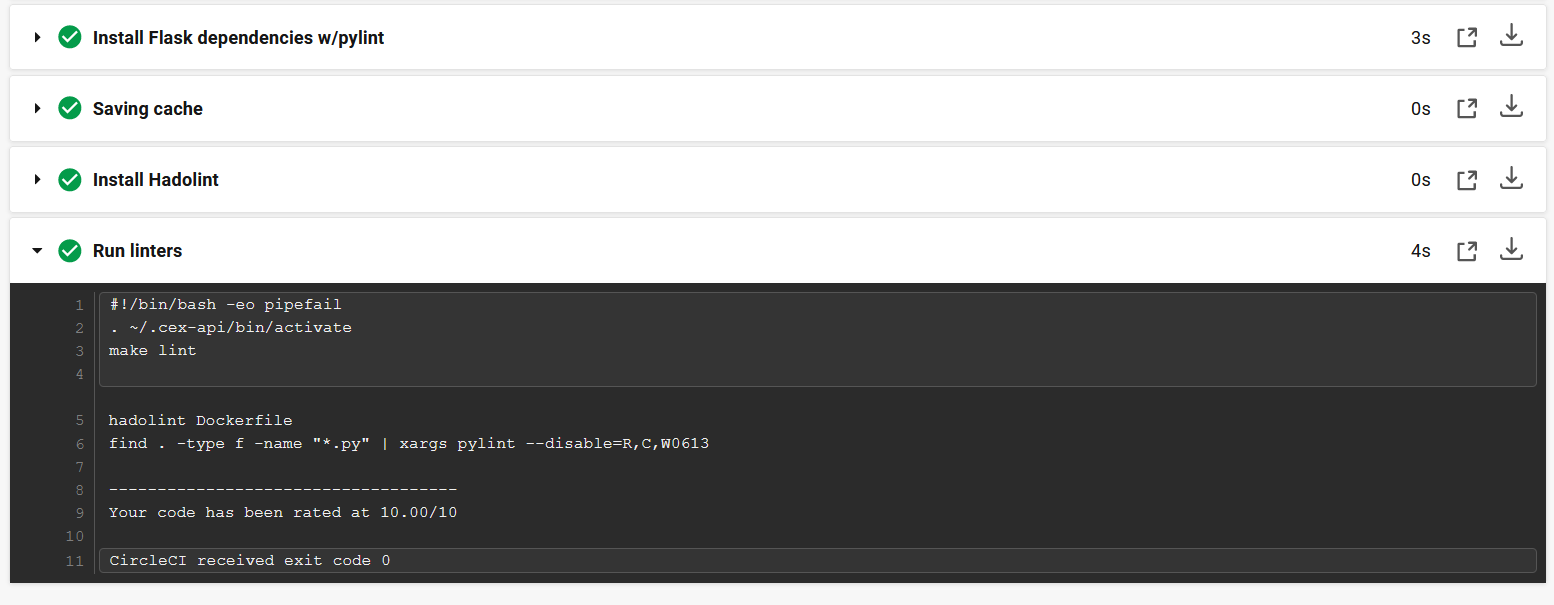 Install Flask dependencies w/pylint 3s
Saving cache 0s
Install Hadolint 0s
Run linters 4s
1 #!/bin/bash -eo pipefail
2 . ~/.cex-api/bin/activate
3 make lint
4
5 hadolint Dockerfile
6 find . -type f -name "*.py" | xargs pylint --disable=R,C,W0613
7
8 ------------------------------------
9 Your code has been rated at 10.00/10
10
11 CircleCI received exit code 0